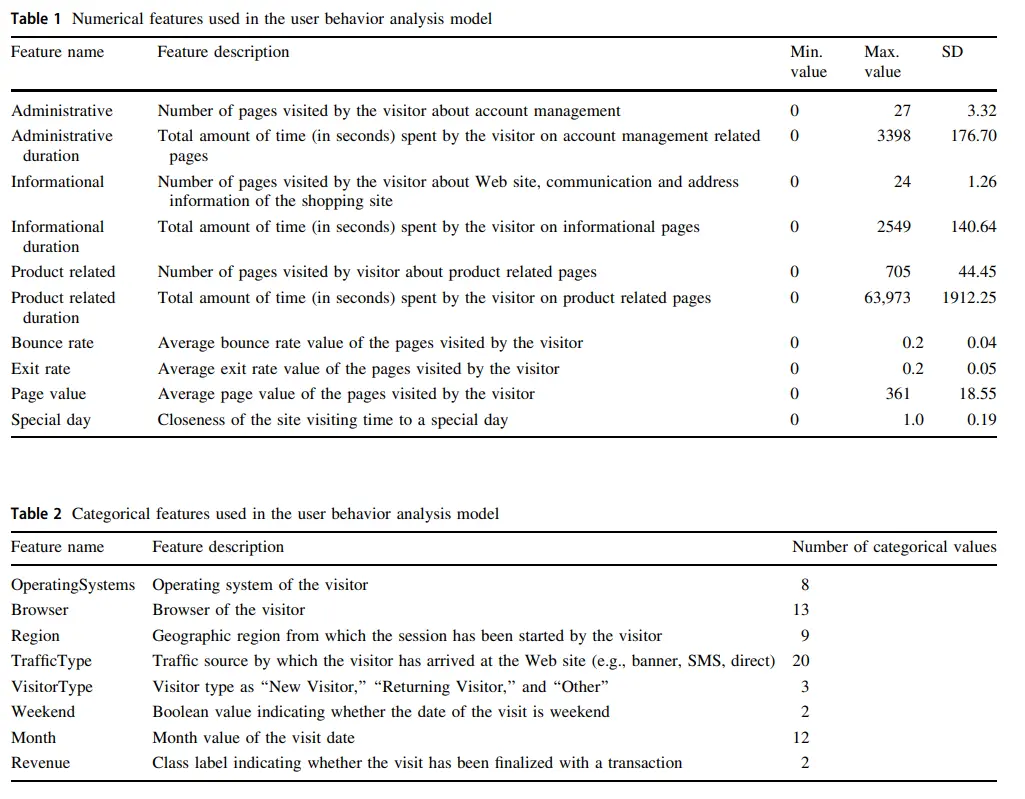 Table 1 Numerical features used in the user behavior analysis model
Feature name Feature description Min. value Max. value SD
Administrative Number of pages visited by the visitor about account management 0 27 3.32
Administrative duration Total amount of time (in seconds) spent by the visitor on account management related pages 0 3398 176.70
Informational Number of pages visited by the visitor about Web site, communication and address information of the shopping site 0 24 1.26
Informational duration Total amount of time (in seconds) spent by the visitor on informational pages 0 2549 140.64
Product related Number of pages visited by visitor about product related pages 0 705 44.45
Product related duration Total amount of time (in seconds) spent by the visitor on product related pages 0 63,973 1912.25
Bounce rate Average bounce rate value of the pages visited by the visitor 0 0.2 0.04
Exit rate Average exit rate value of the pages visited by the visitor 0 0.2 0.05
Page value Average page value of the pages visited by the visitor 0 361 18.55
Special day Closeness of the site visiting time to a special day 0 1.0 0.19
Table 2 Categorical features used in the user behavior analysis model
Feature name Feature description Number of categorical values
OperatingSystems Operating system of the visitor 8
Browser Browser of the visitor 13
Region Geographic region from which the session has been started by the visitor 9
TrafficType Traffic source by which the visitor has arrived at the Web site (e.g., banner, SMS, direct) 20
VisitorType Visitor type as “New Visitor,” “Returning Visitor,” and “Other” 3
Weekend Boolean value indicating whether the date of the visit is weekend 2
Month Month value of the visit date 12
Revenue Class label indicating whether the visit has been finalized with a transaction 2